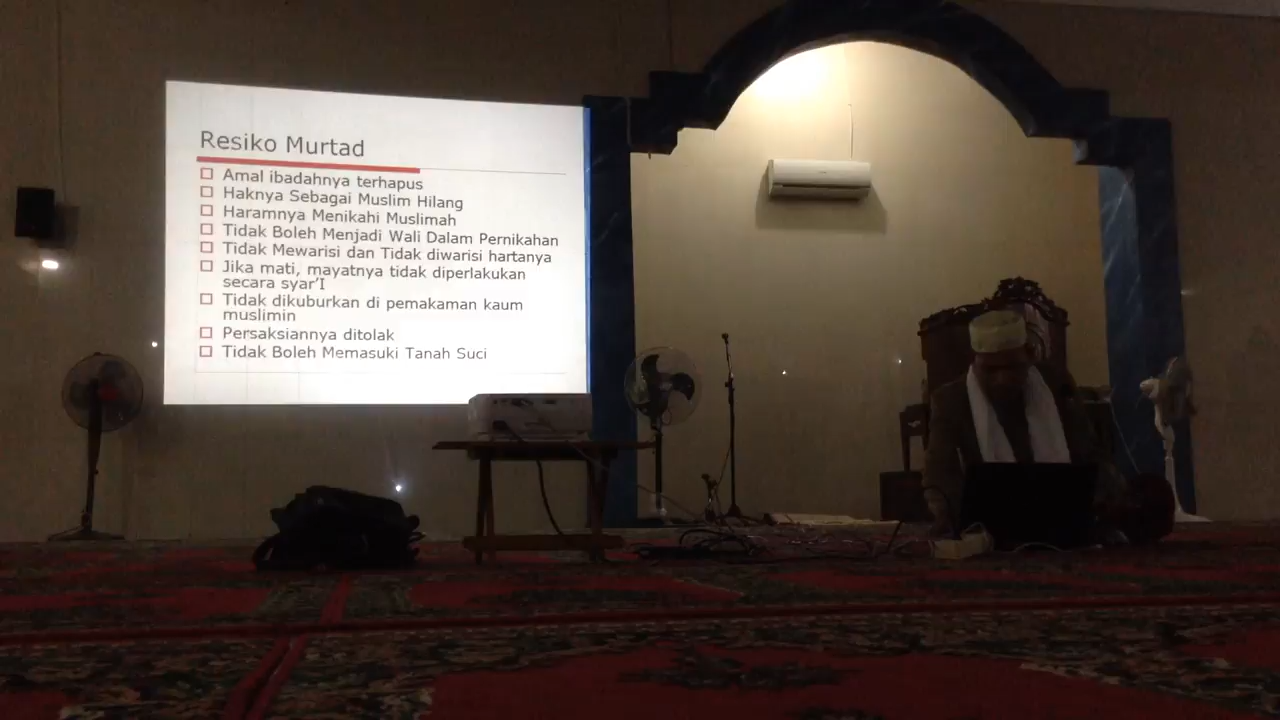 Resiko Murtad
Amal ibadahnya terhapus
Haknya Sebagai Muslim Hilang
Haramnya Menikahi Muslimah
Tidak Boleh Menjadi Wali Dalam Pernikahan
Tidak Mewarisi dan Tidak diwarisi hartanya
Jika mati, mayatnya tidak diperlakukan
secara syar’I
Tidak dikuburkan di pemakaman kaum
muslimin
Persaksiannya ditolak
Tidak Boleh Memasuki Tanah Suci